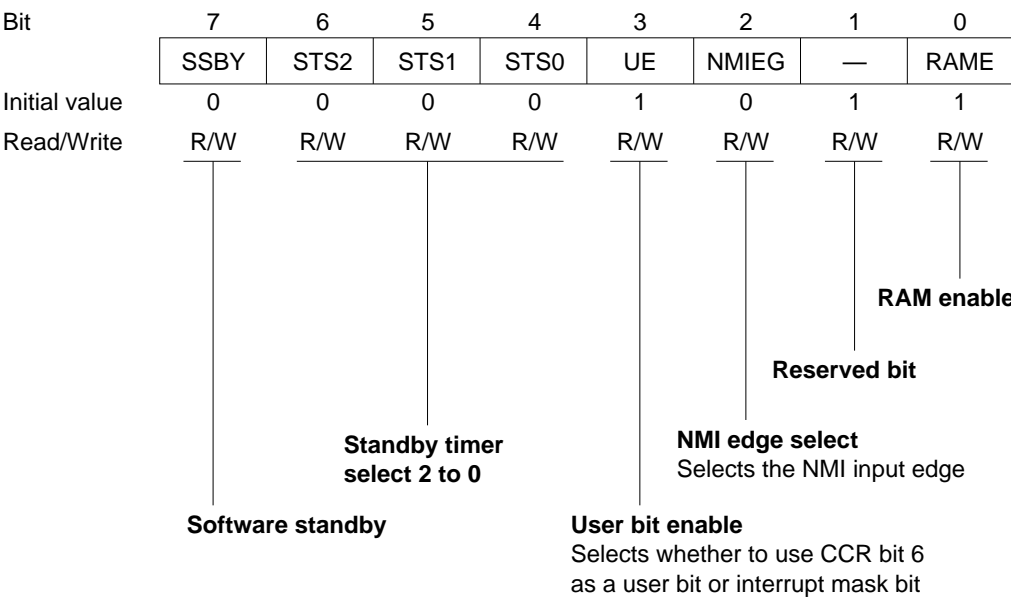 Bit 7 6 5 4 3 2 1 0
SSBY STS2 STS1 STS0 UE NMIEG — RAME
Initial value 0 0 0 0 1 0 1 1
Read/Write R/W R/W R/W R/W R/W R/W R/W R/W
RAM enable
Reserved bit
Standby timer
select 2 to 0
NMI edge select
Selects the NMI input edge
Software standby
User bit enable
Selects whether to use CCR bit 6
as a user bit or interrupt mask bit